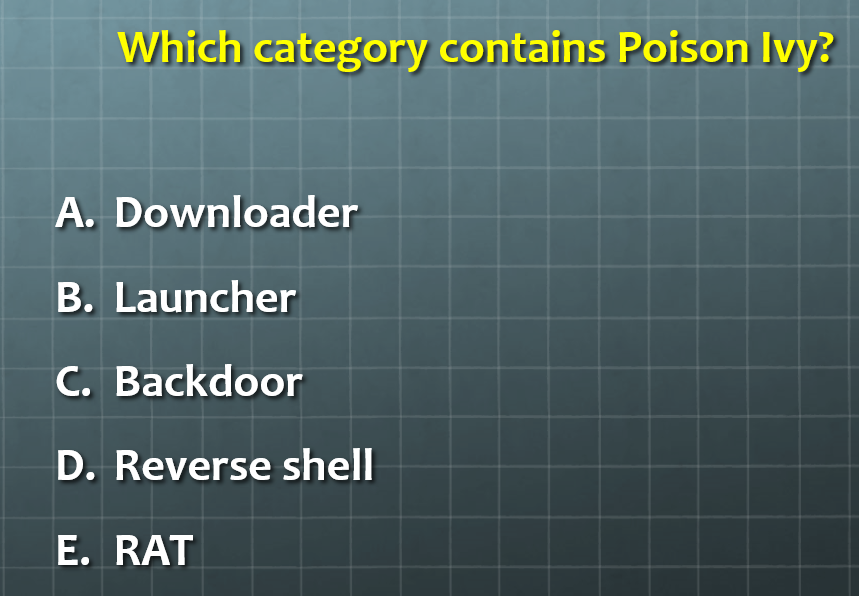 Which category contains Poison Ivy?
A. Downloader
B. Launcher
C. Backdoor
D. Reverse shell
E. RAT